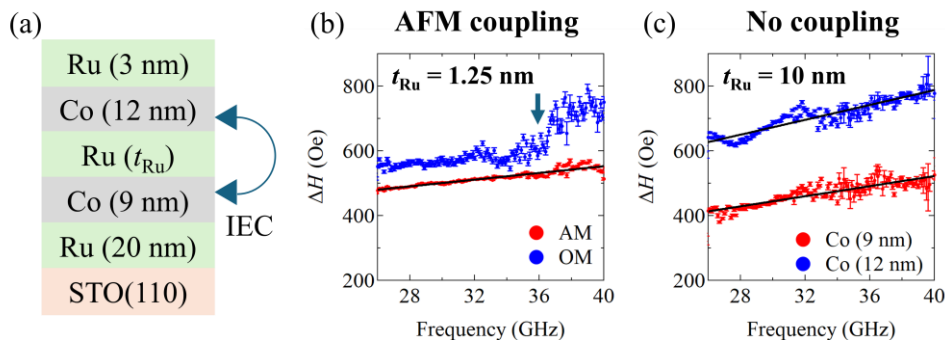 (a)
Ru (3 nm)
Co (12 nm)
Ru (tRu)
Co (9 nm)
Ru (20 nm)
STO(110)
IEC
(b)
AFM coupling
tRu = 1.25 nm
ΔH (Oe)
800
600
400
200
28
32
36
40
Frequency (GHz)
AM
OM
(c)
No coupling
tRu = 10 nm
ΔH (Oe)
800
600
400
200
28
32
36
40
Frequency (GHz)
Co (9 nm)
Co (12 nm)